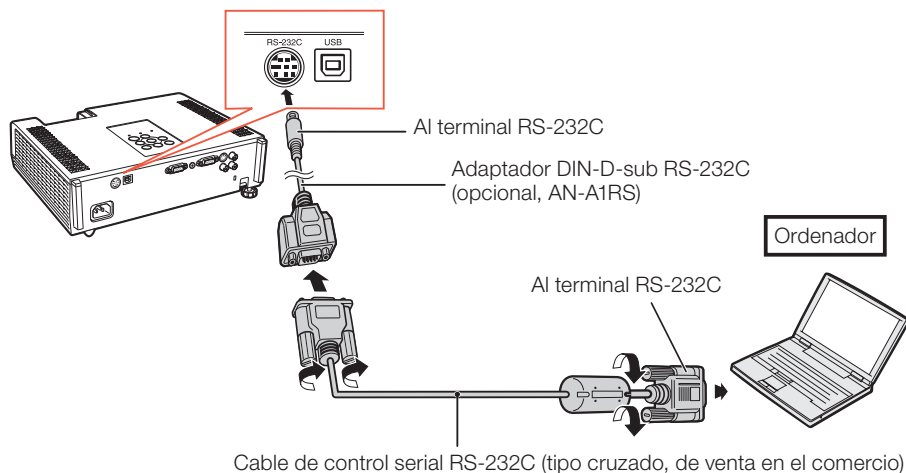 RS-232C USB
Al terminal RS-232C
Adaptador DIN-D-sub RS-232C
(opcional, AN-A1RS)
Ordenador
Al terminal RS-232C
Cable de control serial RS-232C (tipo cruzado, de venta en el comercio)